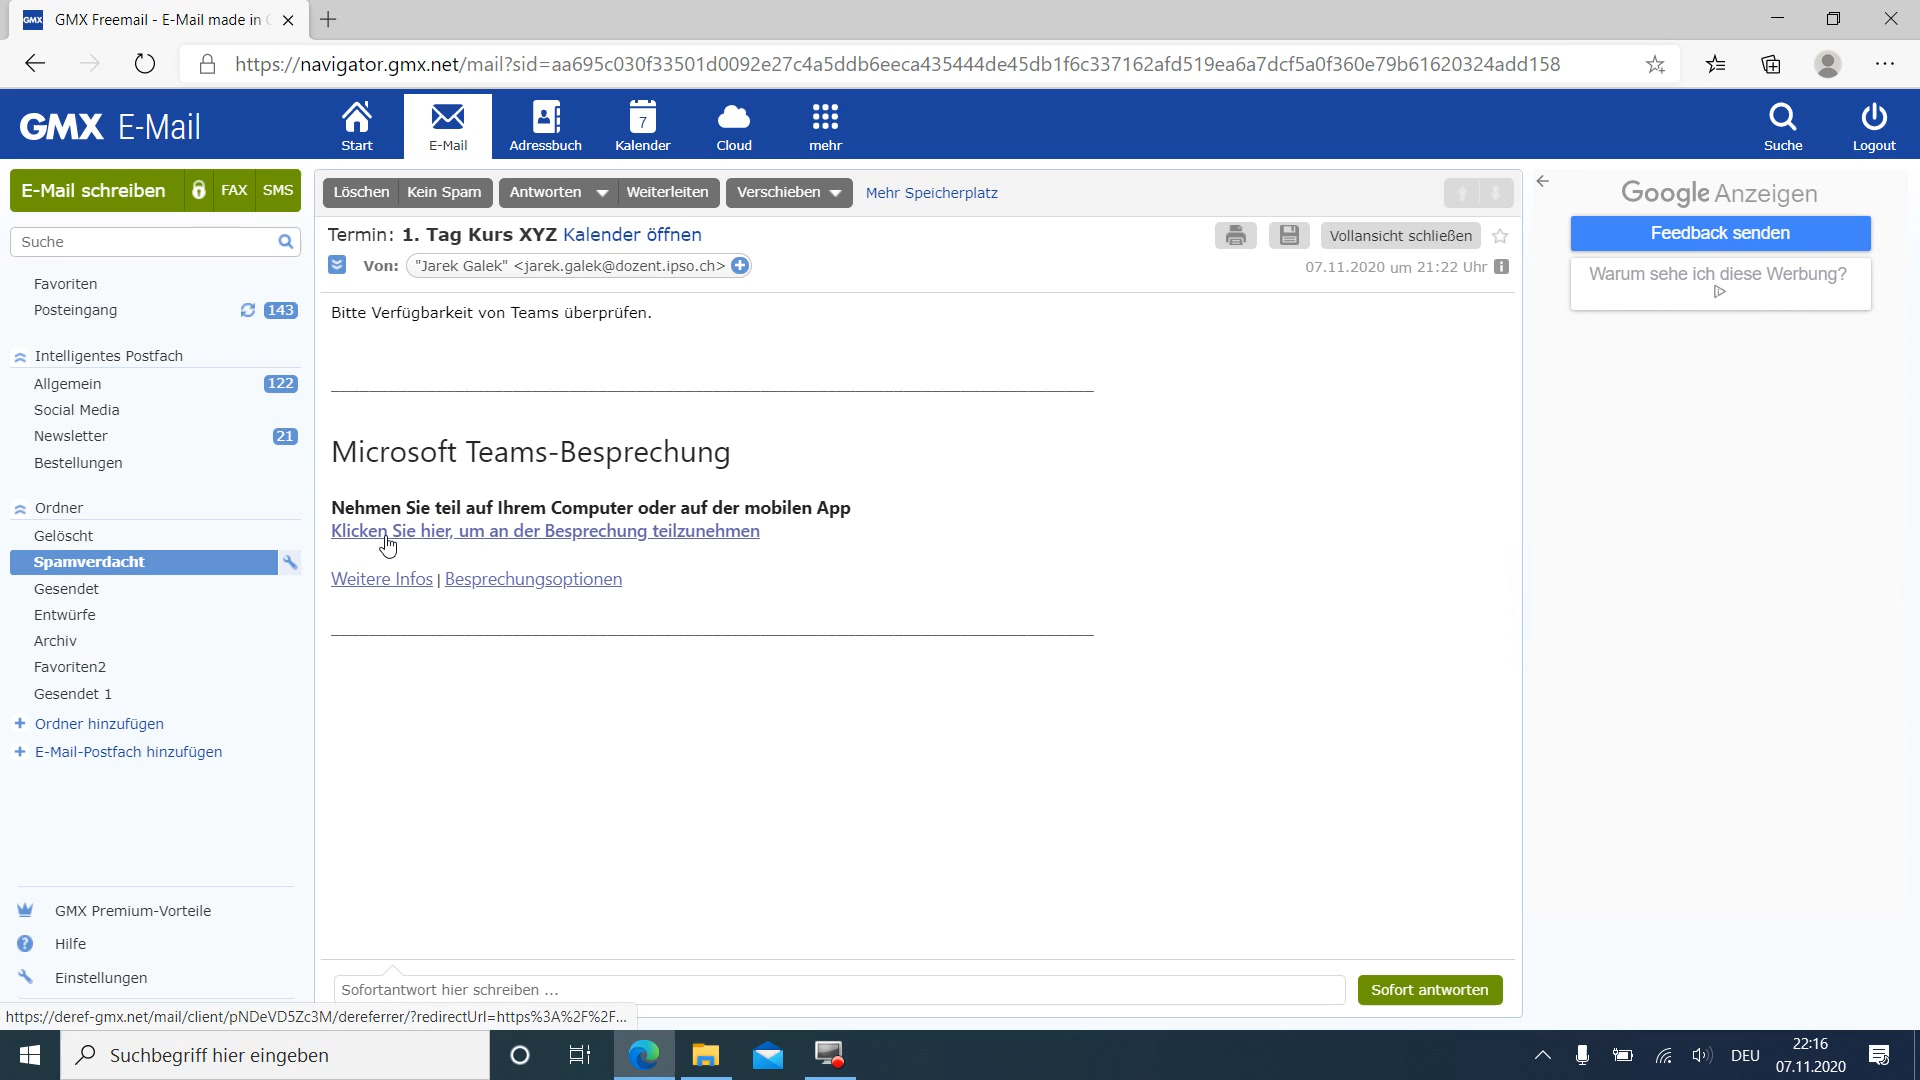 GMX GMX Freemail - E-Mail made in G
https://navigator.gmx.net/mail?sid=aa695c030f33501d0092e27c4a5ddb6eeca435444de45db1f6c337162afd519ea6a7dcf5a0f360e79b61620324add158
GMX E-Mail
Start
E-Mail
Adressbuch
7
Kalender
Cloud
mehr
Suche
Logout
E-Mail schreiben FAX SMS
Suche
Favoriten
Posteingang 143
Intelligentes Postfach
Allgemein 122
Social Media
Newsletter 21
Bestellungen
Ordner
Gelöscht
Spamverdacht
Gesendet
Entwürfe
Archiv
Favoriten2
Gesendet 1
+ Ordner hinzufügen
+ E-Mail-Postfach hinzufügen
GMX Premium-Vorteile
? Hilfe
Einstellungen
Löschen Kein Spam Antworten Weiterleiten Verschieben Mehr Speicherplatz
Termin: 1. Tag Kurs XYZ Kalender öffnen
Vollansicht schließen
Von: "Jarek Galek" <jarek.galek@dozent.ipso.ch>
07.11.2020 um 21:22 Uhr
Bitte Verfügbarkeit von Teams überprüfen.
Microsoft Teams-Besprechung
Nehmen Sie teil auf Ihrem Computer oder auf der mobilen App
Klicken Sie hier, um an der Besprechung teilzunehmen
Weitere Infos | Besprechungsoptionen
Sofortantwort hier schreiben ...
Sofort antworten
Google Anzeigen
Feedback senden
Warum sehe ich diese Werbung?
https://deref-gmx.net/mail/client/pNDeVD5Zc3M/dereferrer/?redirectUrl=https%3A%2F%2F...
Suchbegriff hier eingeben
DEU
22:16
07.11.2020